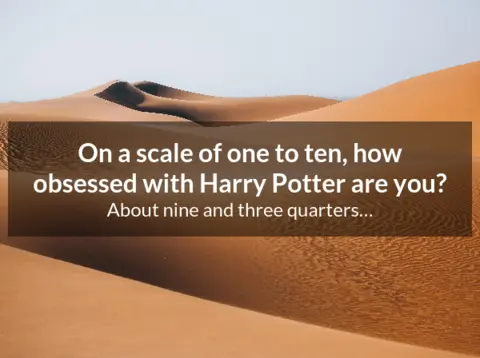 On a scale of one to ten, how
obsessed with Harry Potter are you?
About nine and three quarters...